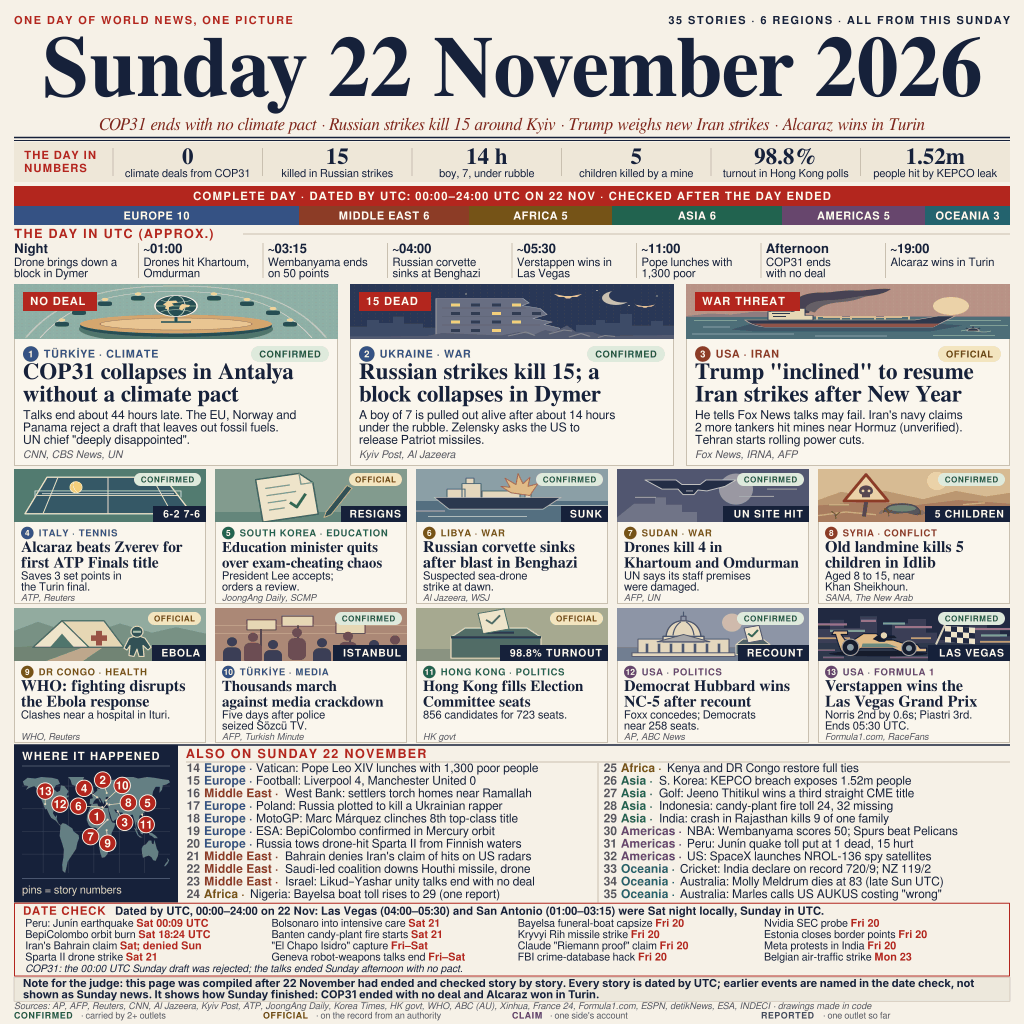 ONE DAY OF WORLD NEWS, ONE PICTURE
35 STORIES · 6 REGIONS · ALL FROM THIS SUNDAY
Sunday 22 November 2026
COP31 ends with no climate pact · Russian strikes kill 15 around Kyiv · Trump weighs new Iran strikes · Alcaraz wins in Turin
THE DAY IN
NUMBERS
0
climate deals from COP31
15
killed in Russian strikes
14 h
boy, 7, under rubble
5
children killed by a mine
98.8%
turnout in Hong Kong polls
1.52m
people hit by KEPCO leak
COMPLETE DAY · DATED BY UTC: 00:00–24:00 UTC ON 22 NOV · CHECKED AFTER THE DAY ENDED
EUROPE 10
MIDDLE EAST 6
AFRICA 5
ASIA 6
AMERICAS 5
OCEANIA 3
THE DAY IN UTC (APPROX.)
Night
Drone brings down a
block in Dymer
~01:00
Drones hit Khartoum,
Omdurman
~03:15
Wembanyama ends
on 50 points
~04:00
Russian corvette
sinks at Benghazi
~05:30
Verstappen wins in
Las Vegas
~11:00
Pope lunches with
1,300 poor
Afternoon
COP31 ends
with no deal
~19:00
Alcaraz wins in Turin
NO DEAL
1 TÜRKİYE · CLIMATE
CONFIRMED
COP31 collapses in Antalya
without a climate pact
Talks end about 44 hours late. The EU, Norway and
Panama reject a draft that leaves out fossil fuels.
UN chief "deeply disappointed".
CNN, CBS News, UN
15 DEAD
2 UKRAINE · WAR
CONFIRMED
Russian strikes kill 15; a
block collapses in Dymer
A boy of 7 is pulled out alive after about 14 hours
under the rubble. Zelensky asks the US to
release Patriot missiles.
Kyiv Post, Al Jazeera
WAR THREAT
3 USA · IRAN
OFFICIAL
Trump "inclined" to resume
Iran strikes after New Year
He tells Fox News talks may fail. Iran's navy claims
2 more tankers hit mines near Hormuz (unverified).
Tehran starts rolling power cuts.
Fox News, IRNA, AFP
CONFIRMED
6-2 7-6
4 ITALY · TENNIS
Alcaraz beats Zverev for
first ATP Finals title
Saves 3 set points in
the Turin final.
ATP, Reuters
OFFICIAL
RESIGNS
5 SOUTH KOREA · EDUCATION
Education minister quits
over exam-cheating chaos
President Lee accepts;
orders a review.
JoongAng Daily, SCMP
CONFIRMED
SUNK
6 LIBYA · WAR
Russian corvette sinks
after blast in Benghazi
Suspected sea-drone
strike at dawn.
Al Jazeera, WSJ
CONFIRMED
UN SITE HIT
7 SUDAN · WAR
Drones kill 4 in
Khartoum and Omdurman
UN says its staff premises
were damaged.
AFP, UN
CONFIRMED
5 CHILDREN
8 SYRIA · CONFLICT
Old landmine kills 5
children in Idlib
Aged 8 to 15, near
Khan Sheikhoun.
SANA, The New Arab
OFFICIAL
EBOLA
9 DR CONGO · HEALTH
WHO: fighting disrupts
the Ebola response
Clashes near a hospital in Ituri.
WHO, Reuters
CONFIRMED
ISTANBUL
10 TÜRKİYE · MEDIA
Thousands march
against media crackdown
Five days after police
seized Sözcü TV.
AFP, Turkish Minute
OFFICIAL
98.8% TURNOUT
11 HONG KONG · POLITICS
Hong Kong fills Election
Committee seats
856 candidates for 723 seats.
HK govt
CONFIRMED
RECOUNT
12 USA · POLITICS
Democrat Hubbard wins
NC-5 after recount
Foxx concedes; Democrats
near 258 seats.
AP, ABC News
CONFIRMED
LAS VEGAS
13 USA · FORMULA 1
Verstappen wins the
Las Vegas Grand Prix
Norris 2nd by 0.6s; Piastri 3rd.
Ends 05:30 UTC.
Formula1.com, RaceFans
WHERE IT HAPPENED
13
2
10
12
6
8
5
1
3
11
7
9
pins = story numbers
ALSO ON SUNDAY 22 NOVEMBER
14 Europe · Vatican: Pope Leo XIV lunches with 1,300 poor people
15 Europe · Football: Liverpool 4, Manchester United 0
16 Middle East · West Bank: settlers torch homes near Ramallah
17 Europe · Poland: Russia plotted to kill a Ukrainian rapper
18 Europe · MotoGP: Marc Márquez clinches 8th top-class title
19 Europe · ESA: BepiColombo confirmed in Mercury orbit
20 Europe · Russia tows drone-hit Sparta II from Finnish waters
21 Middle East · Bahrain denies Iran's claim of hits on US radars
22 Middle East · Saudi-led coalition downs Houthi missile, drone
23 Middle East · Israel: Likud–Yashar unity talks end with no deal
24 Africa · Nigeria: Bayelsa boat toll rises to 29 (one report)
25 Africa · Kenya and DR Congo restore full ties
26 Asia · S. Korea: KEPCO breach exposes 1.52m people
27 Asia · Golf: Jeeno Thitikul wins a third straight CME title
28 Asia · Indonesia: candy-plant fire toll 24, 32 missing
29 Asia · India: crash in Rajasthan kills 9 of one family
30 Americas · NBA: Wembanyama scores 50; Spurs beat Pelicans
31 Americas · Peru: Junin quake toll put at 1 dead, 15 hurt
32 Americas · US: SpaceX launches NROL-136 spy satellites
33 Oceania · Cricket: India declare on record 720/9; NZ 119/2
34 Oceania · Australia: Molly Meldrum dies at 83 (late Sun UTC)
35 Oceania · Australia: Marles calls US AUKUS costing "wrong"
DATE CHECK Dated by UTC, 00:00–24:00 on 22 Nov: Las Vegas (04:00–05:30) and San Antonio (01:00–03:15) were Sat night locally, Sunday in UTC.
Peru: Junin earthquake Sat 00:09 UTC
BepiColombo orbit burn Sat 18:24 UTC
Iran's Bahrain claim Sat; denied Sun
Sparta II drone strike Sat 21
Bolsonaro into intensive care Sat 21
Banten candy-plant fire starts Sat 21
"El Chapo Isidro" capture Fri–Sat
Geneva robot-weapons talks end Fri–Sat
Bayelsa funeral-boat capsize Fri 20
Kryvyi Rih missile strike Fri 20
Claude "Riemann proof" claim Fri 20
FBI crime-database hack Fri 20
Nvidia SEC probe Fri 20
Estonia closes border points Fri 20
Meta protests in India Fri 20
Belgian air-traffic strike Mon 23
COP31: the 00:00 UTC Sunday draft was rejected; the talks ended Sunday afternoon with no pact.
Note for the judge: this page was compiled after 22 November had ended and checked story by story. Every story is dated by UTC; earlier events are named in the date check, not
shown as Sunday news. It shows how Sunday finished: COP31 ended with no deal and Alcaraz won in Turin.
Sources: AP, AFP, Reuters, CNN, Al Jazeera, Kyiv Post, ATP, JoongAng Daily, Korea Times, HK govt, WHO, ABC (AU), Xinhua, France 24, Formula1.com, ESPN, detikNews, ESA, INDECI · drawings made in code
CONFIRMED · carried by 2+ outlets
OFFICIAL · on the record from an authority
CLAIM · one side's account
REPORTED · one outlet so far